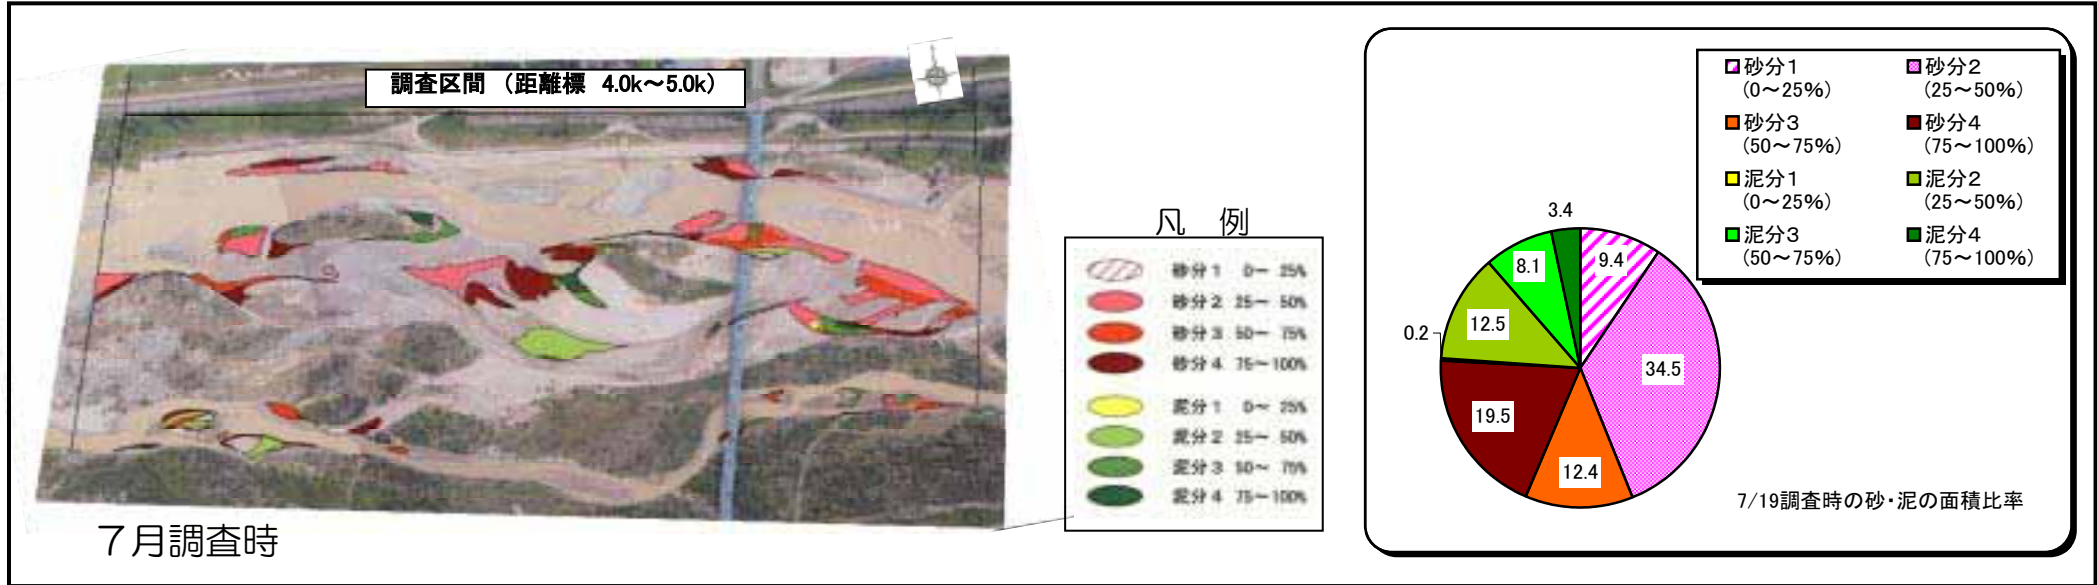 調査区間 (距離標 4.0k～5.0k)
7月調査時
凡 例
砂分1 0～ 25%
砂分2 25～ 50%
砂分3 50～ 75%
砂分4 75～100%
泥分1 0～ 25%
泥分2 25～ 50%
泥分3 50～ 75%
泥分4 75～100%
砂分1
(0～25%)
砂分2
(25～50%)
砂分3
(50～75%)
砂分4
(75～100%)
泥分1
(0～25%)
泥分2
(25～50%)
泥分3
(50～75%)
泥分4
(75～100%)
3.4
9.4
8.1
12.5
0.2
34.5
19.5
12.4
7/19調査時の砂・泥の面積比率